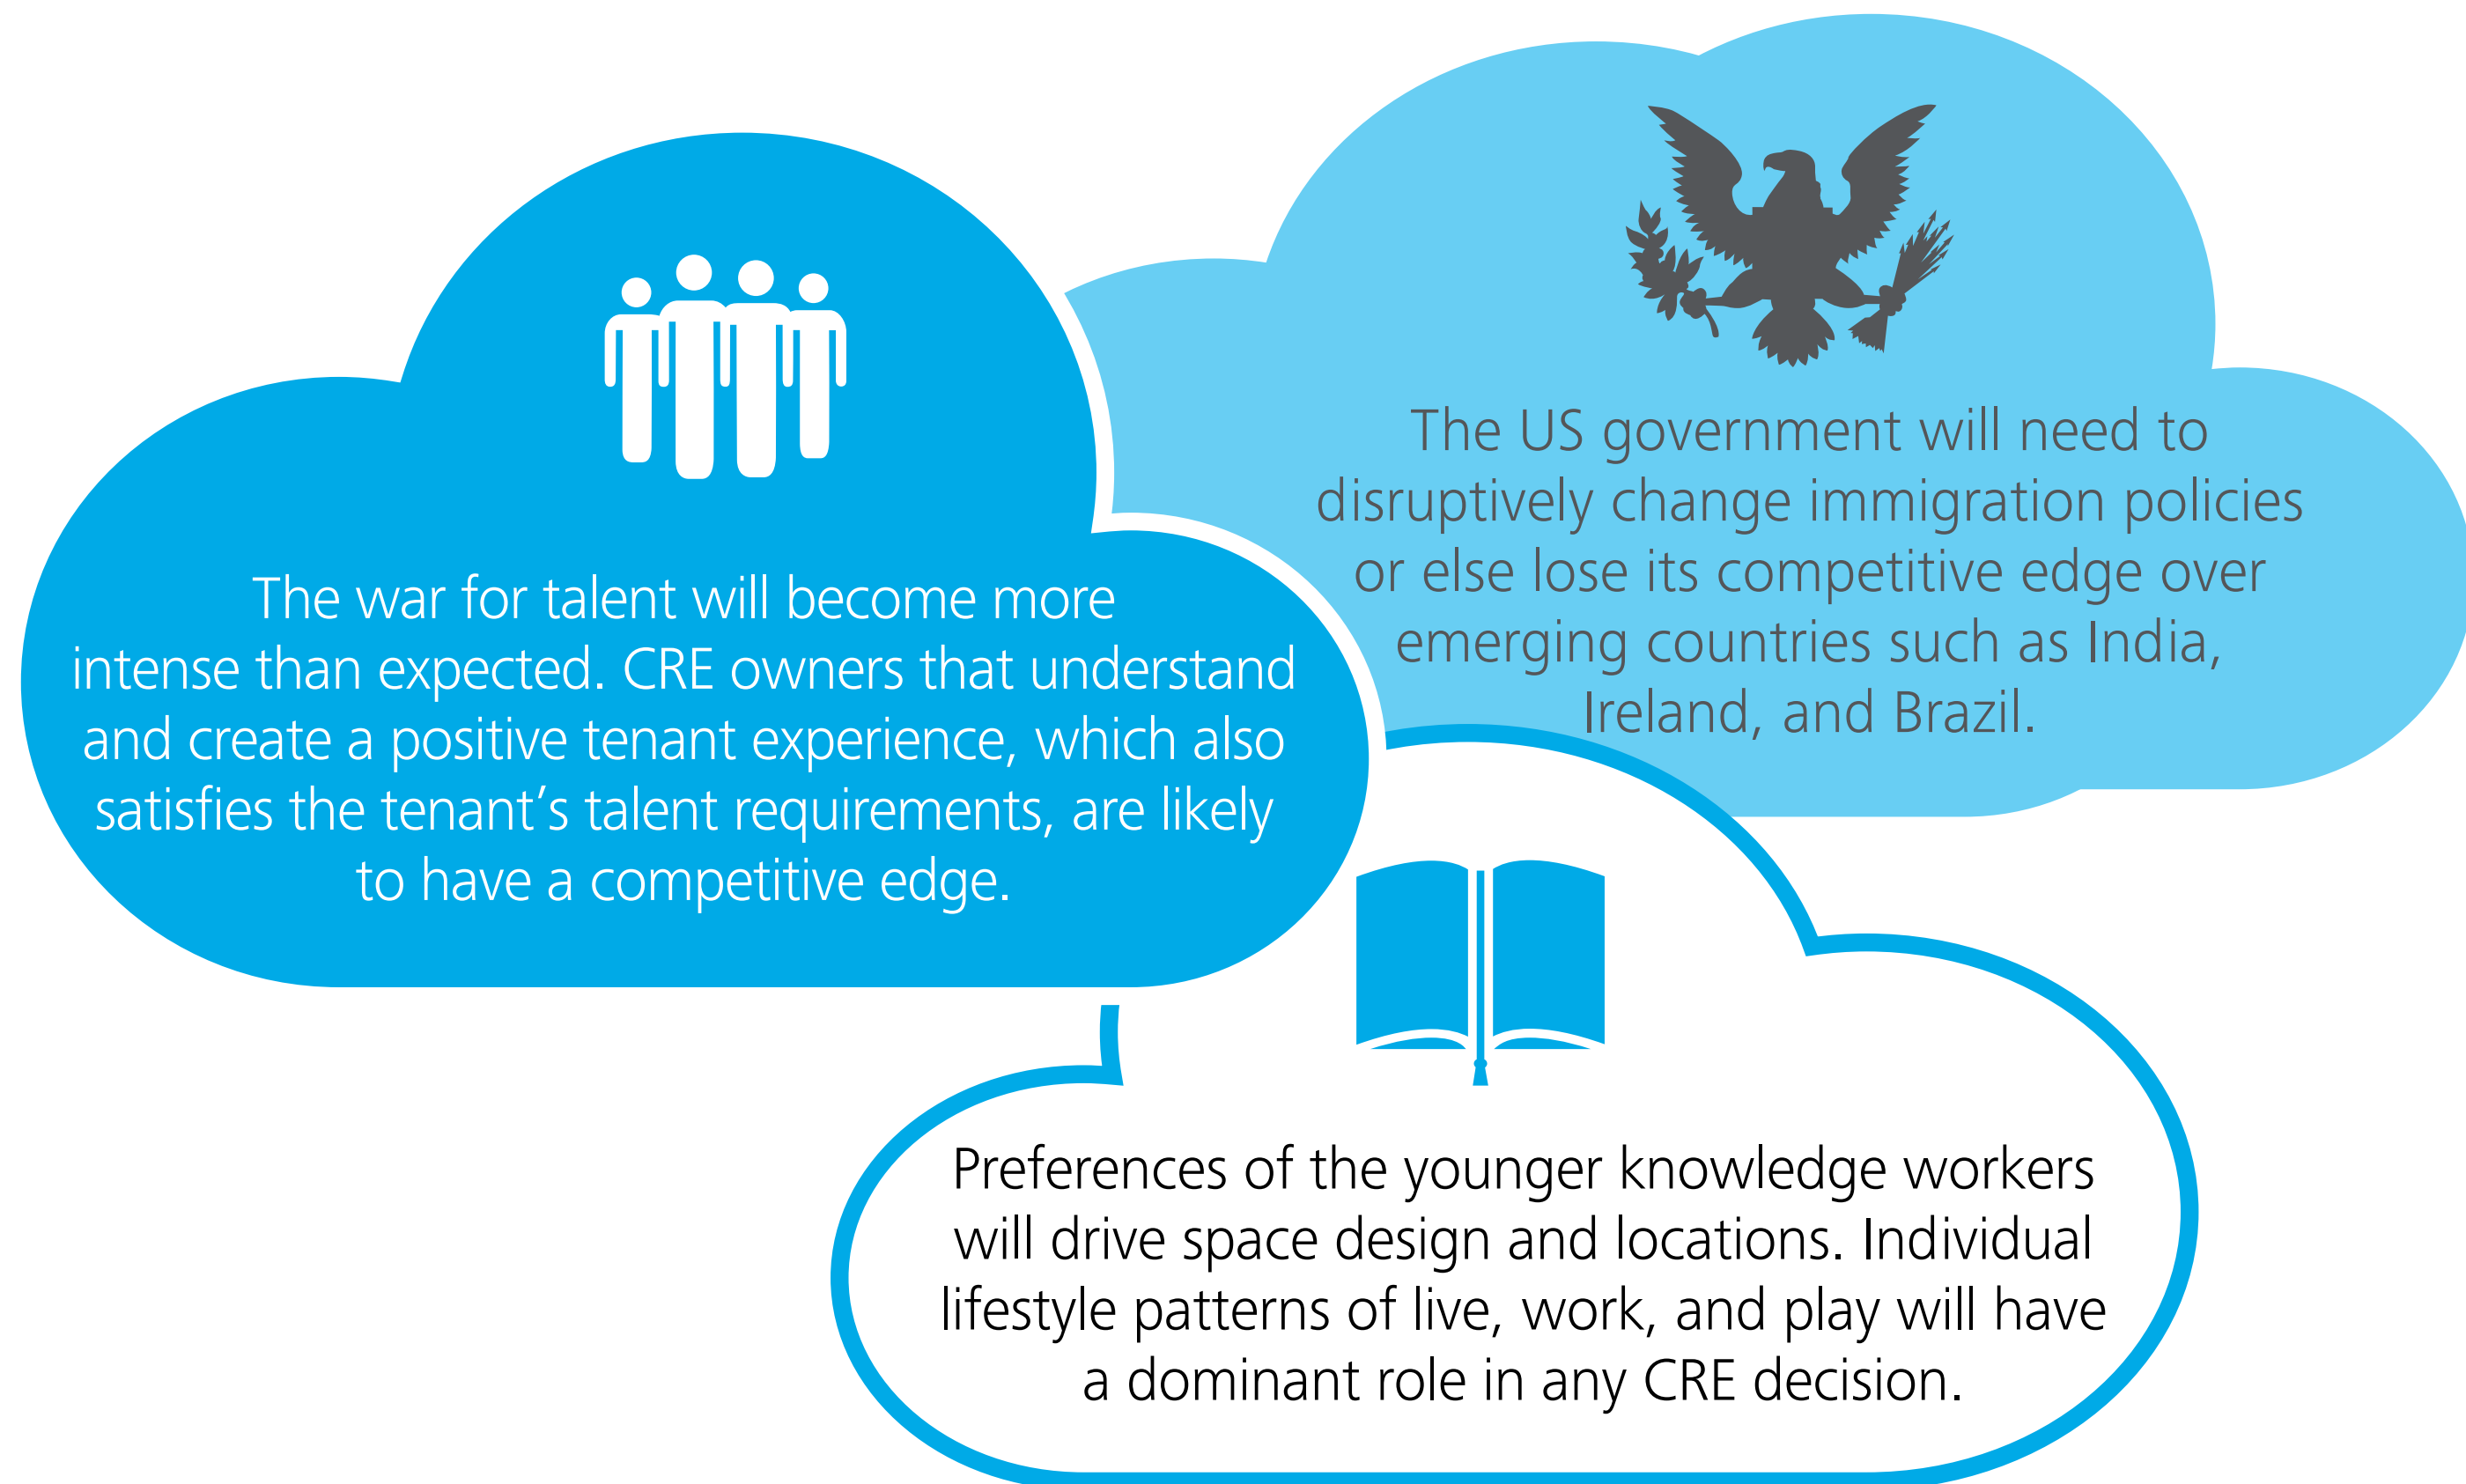 The war for talent will become more
intense than expected. CRE owners that understand
and create a positive tenant experience, which also
satisfies the tenant’s talent requirements, are likely
to have a competitive edge.
The US government will need to
disruptively change immigration policies
or else lose its competitive edge over
emerging countries such as India,
Ireland, and Brazil.
Preferences of the younger knowledge workers
will drive space design and locations. Individual
lifestyle patterns of live, work, and play will have
a dominant role in any CRE decision.